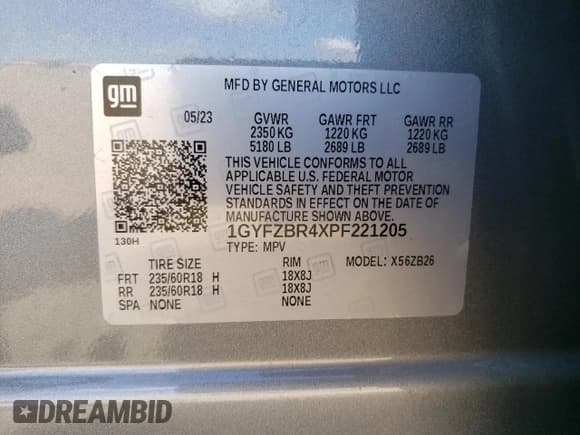 gm
MFD BY GENERAL MOTORS LLC
05/23 GVWR GAWR FRT GAWR RR
2350 KG 1220 KG 1220 KG
5180 LB 2689 LB 2689 LB
THIS VEHICLE CONFORMS TO ALL
APPLICABLE U.S. FEDERAL MOTOR
VEHICLE SAFETY AND THEFT PREVENTION
STANDARDS IN EFFECT ON THE DATE OF
MANUFACTURE SHOWN ABOVE.
130H
1GYFZBR4XPF221205
TYPE: MPV
TIRE SIZE RIM MODEL: X56ZB26
FRT 235/60R18 H 18X8J
RR 235/60R18 H 18X8J
SPA NONE NONE
DREAMBID